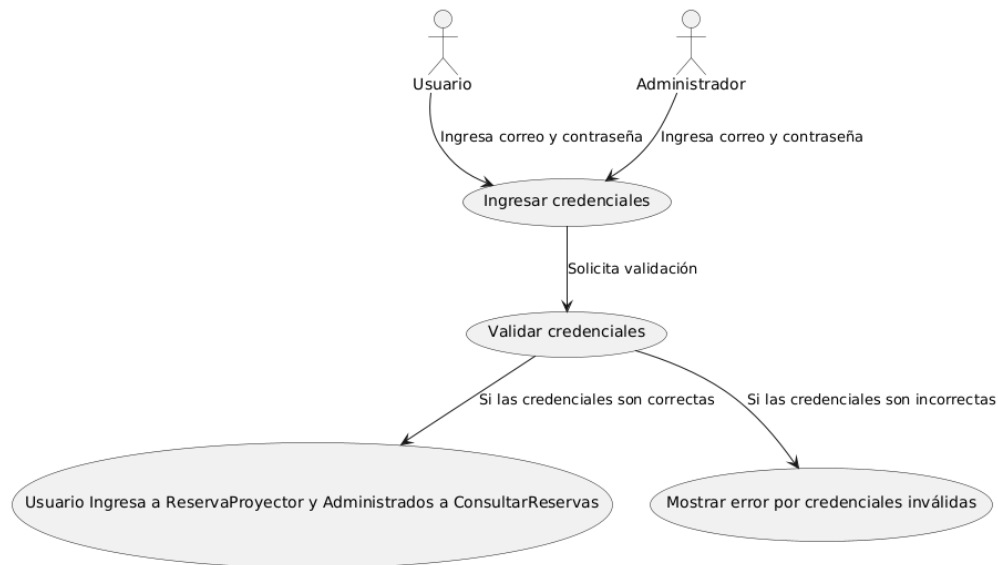 Usuario
Administrador
Ingresa correo y contraseña
Ingresa correo y contraseña
Ingresar credenciales
Solicita validación
Validar credenciales
Si las credenciales son correctas
Si las credenciales son incorrectas
Usuario Ingresa a ReservaProyector y Administrados a ConsultarReservas
Mostrar error por credenciales inválidas